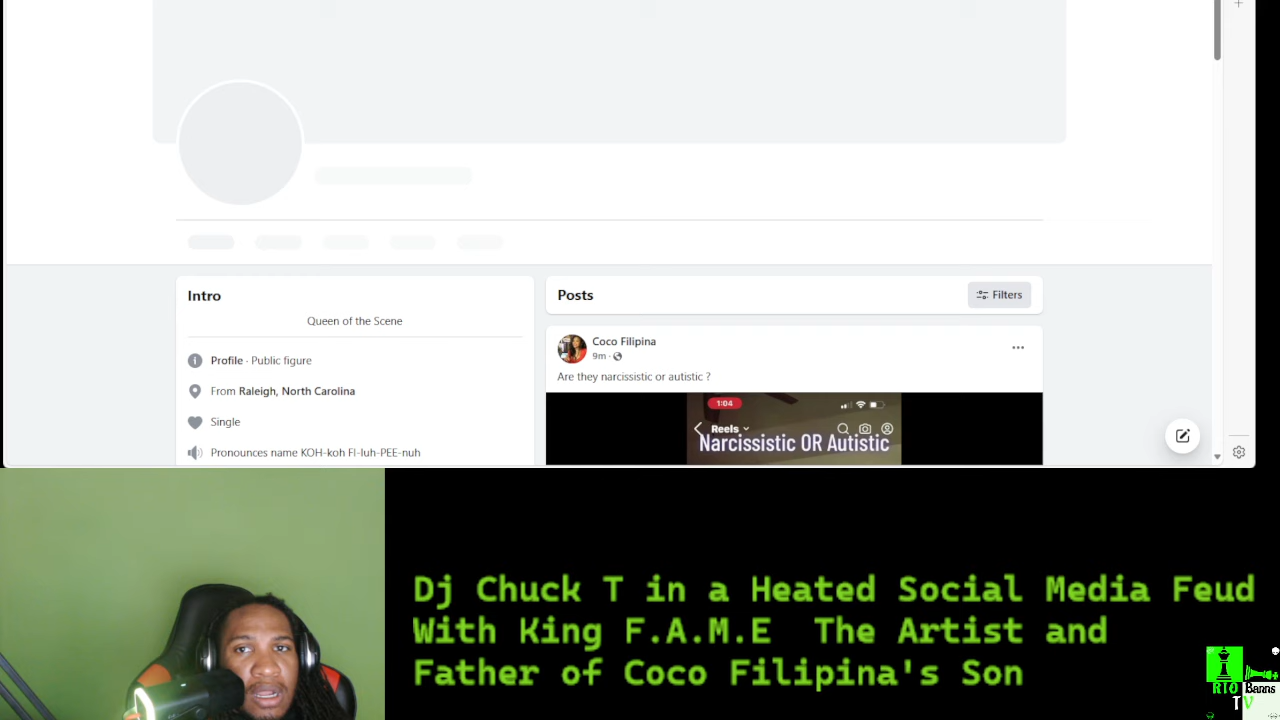 Intro
Queen of the Scene
Profile · Public figure
From Raleigh, North Carolina
Single
Pronounces name KOH-koh FI-luh-PEE-nuh
Posts
Filters
Coco Filipina
9m ·
Are they narcissistic or autistic ?
1:04
Reels
Narcissistic OR Autistic
Dj Chuck T in a Heated Social Media Feud
With King F.A.M.E The Artist and
Father of Coco Filipina's Son
RIO Banns
TV